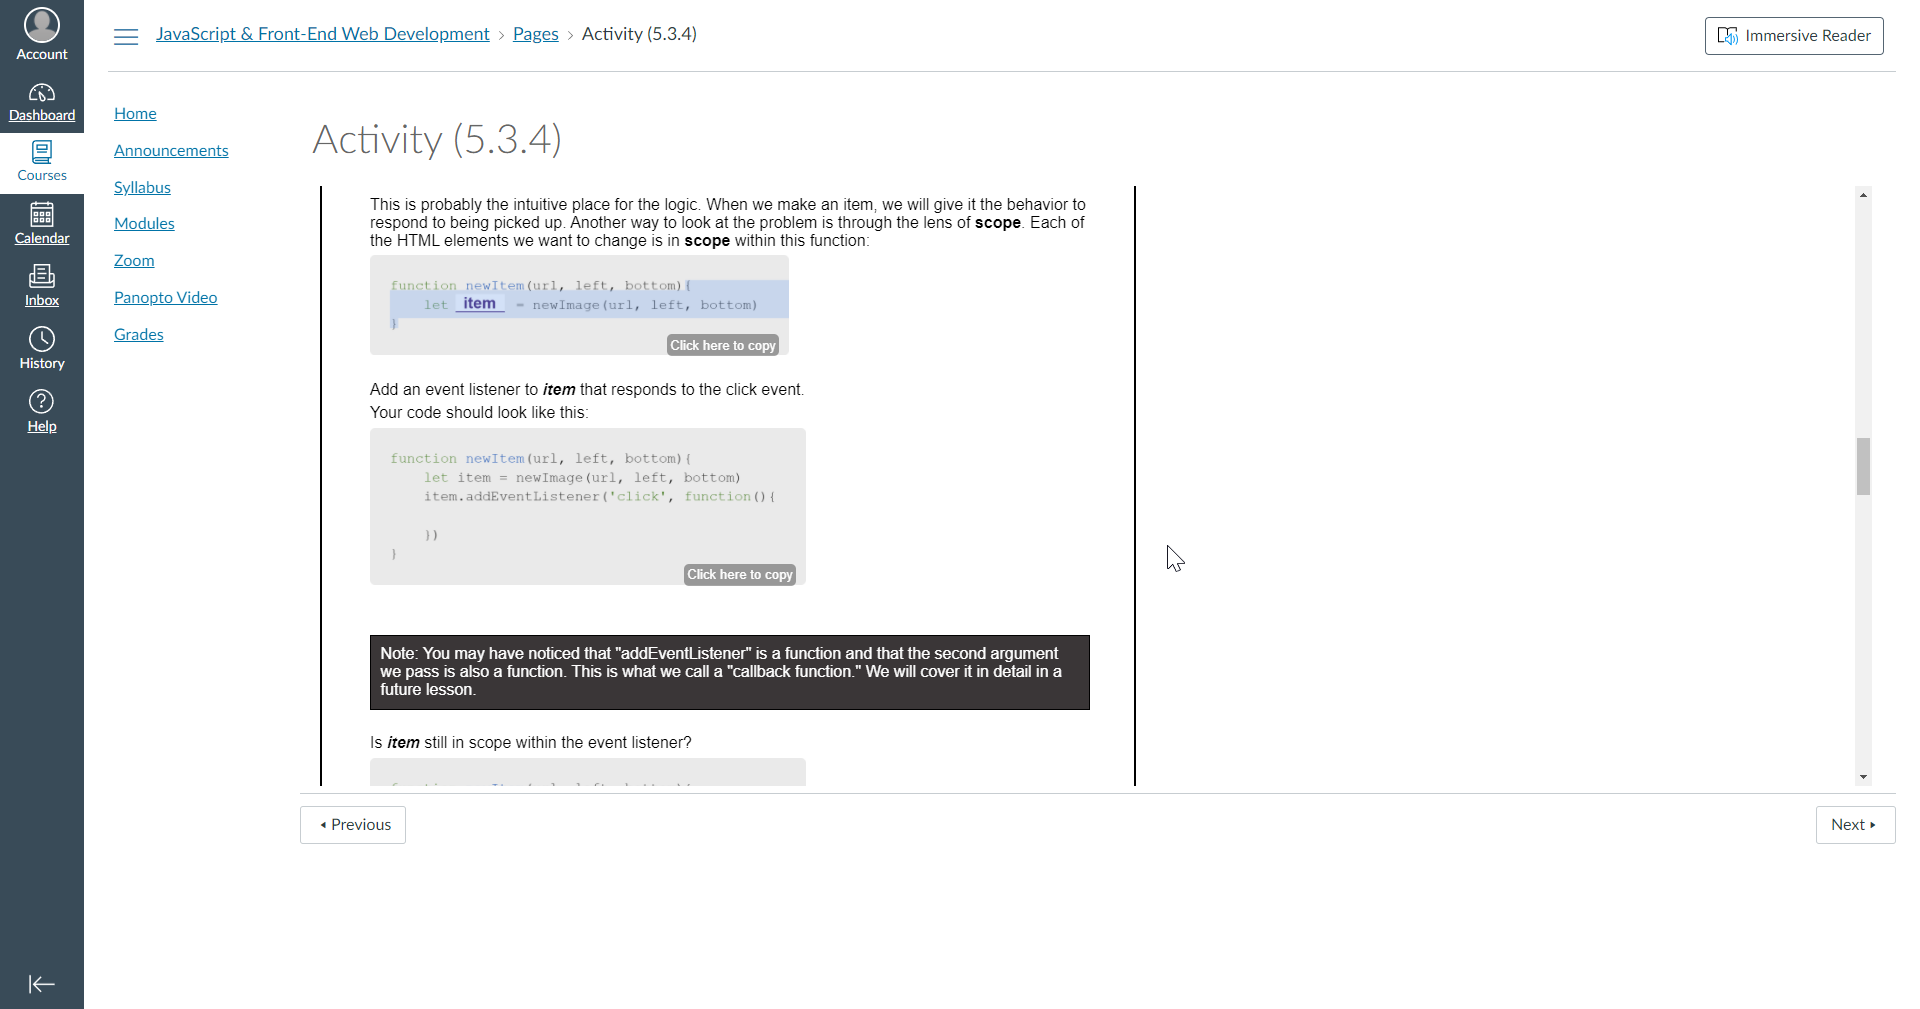 Account
Dashboard
Courses
Calendar
Inbox
History
Help
JavaScript & Front-End Web Development › Pages › Activity (5.3.4)
Immersive Reader
Home
Announcements
Syllabus
Modules
Zoom
Panopto Video
Grades
Activity (5.3.4)
This is probably the intuitive place for the logic. When we make an item, we will give it the behavior to
respond to being picked up. Another way to look at the problem is through the lens of scope. Each of
the HTML elements we want to change is in scope within this function:
function newItem(url, left, bottom){
let item = newImage(url, left, bottom)
}
Click here to copy
Add an event listener to item that responds to the click event.
Your code should look like this:
function newItem(url, left, bottom){
let item = newImage(url, left, bottom)
item.addEventListener('click', function(){
})
}
Click here to copy
Note: You may have noticed that "addEventListener" is a function and that the second argument
we pass is also a function. This is what we call a "callback function." We will cover it in detail in a
future lesson.
Is item still in scope within the event listener?
Previous
Next